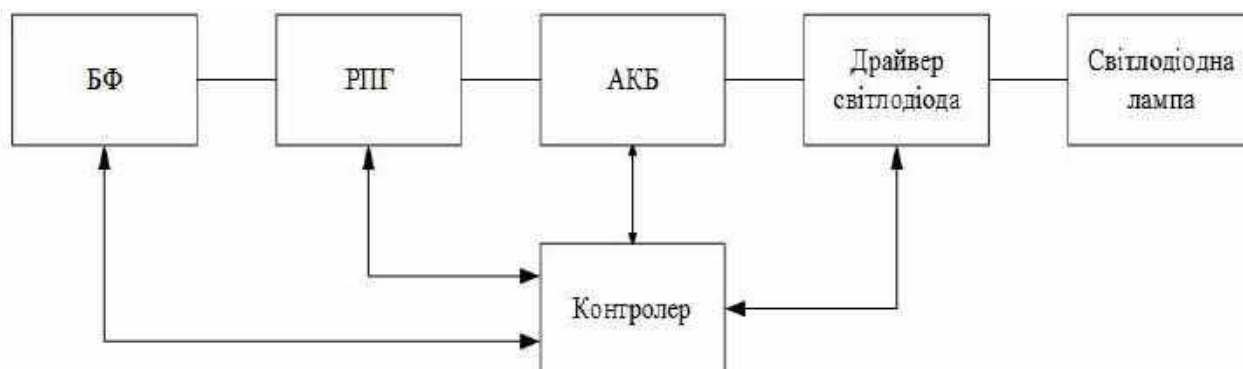 БФ
РПГ
АКБ
Драйвер
світлодіода
Світлодіодна
лампа
Контролер